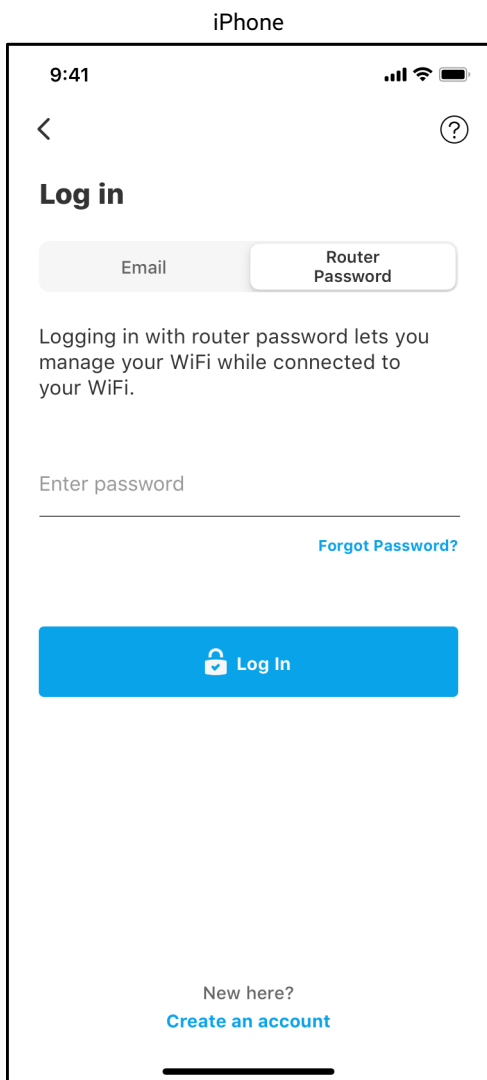 iPhone
9:41
?
Log in
Email
Router
Password
Logging in with router password lets you
manage your WiFi while connected to
your WiFi.
Enter password
Forgot Password?
Log In
New here?
Create an account